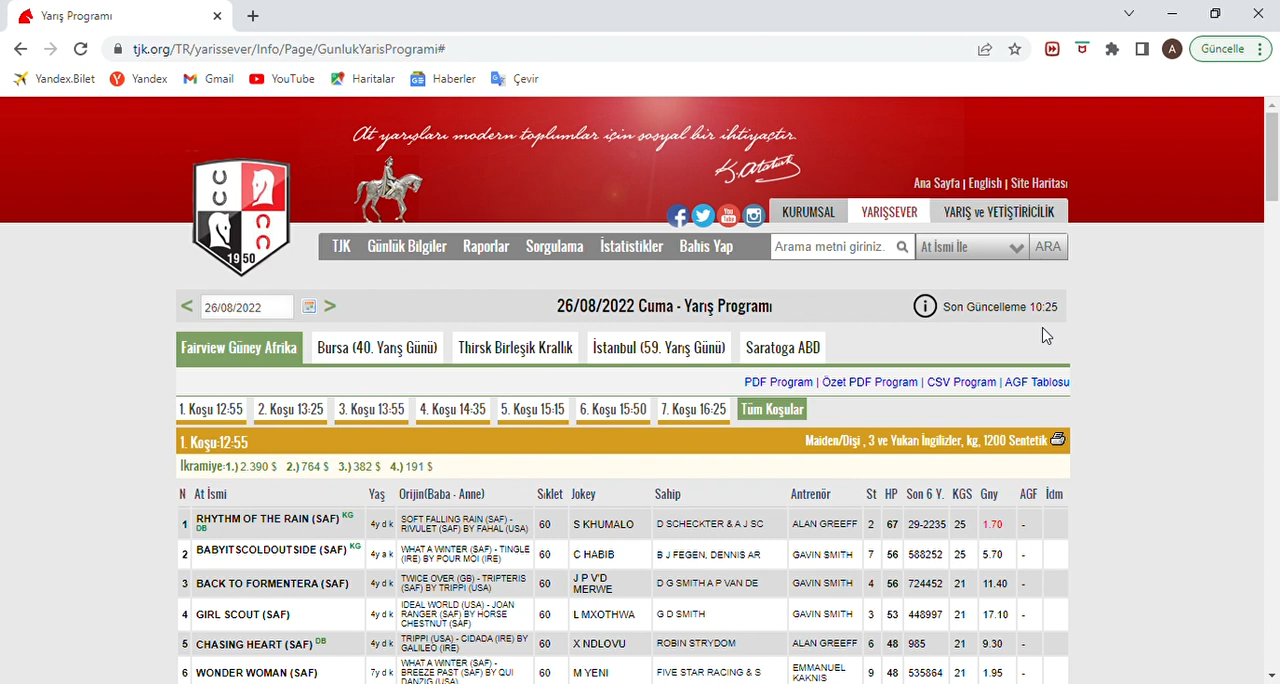 Yarış Programı
tjk.org/TR/yarissever/Info/Page/GunlukYarisProgrami#
A
Güncelle
Yandex.Bilet
Yandex
Gmail
YouTube
Haritalar
Haberler
Çevir
At yarışları modern toplumlar için sosyal bir ihtiyaçtır.
K. Atatürk
1950
Ana Sayfa | English | Site Haritası
KURUMSAL YARIŞSEVER YARIŞ ve YETİŞTİRİCİLİK
TJK Günlük Bilgiler Raporlar Sorgulama İstatistikler Bahis Yap Arama metni giriniz. At İsmi İle ARA
< 26/08/2022 > 26/08/2022 Cuma - Yarış Programı Son Güncelleme 10:25
Fairview Güney Afrika Bursa (40. Yarış Günü) Thirsk Birleşik Krallık İstanbul (59. Yarış Günü) Saratoga ABD
PDF Program | Özet PDF Program | CSV Program | AGF Tablosu
1. Koşu 12:55 2. Koşu 13:25 3. Koşu 13:55 4. Koşu 14:35 5. Koşu 15:15 6. Koşu 15:50 7. Koşu 16:25 Tüm Koşular
1. Koşu:12:55 Maiden/Dişi , 3 ve Yukarı İngilizler, kg, 1200 Sentetik
İkramiye:1.) 2.390 $ 2.) 764 $ 3.) 382 $ 4.) 191 $
N At İsmi Yaş Orijin(Baba - Anne) Sıklet Jokey Sahip Antrenör St HP Son 6 Y. KGS Gny AGF İdm
1 RHYTHM OF THE RAIN (SAF) KG DB 4y d k SOFT FALLING RAIN (SAF) - RIVULET (SAF) BY FAHAL (USA) 60 S KHUMALO D SCHECKTER & A J SC ALAN GREEFF 2 67 29-2235 25 1.70 -
2 BABYITSCOLDOUTSIDE (SAF) KG 4y a k WHAT A WINTER (SAF) - TINGLE (IRE) BY POUR MOI (IRE) 60 C HABIB B J FEGEN, DENNIS AR GAVIN SMITH 7 56 588252 25 5.70 -
3 BACK TO FORMENTERA (SAF) 4y d k TWICE OVER (GB) - TRIPTERIS (SAF) BY TRIPPI (USA) 60 J P V'D MERWE D G SMITH A P VAN DE GAVIN SMITH 4 56 724452 21 11.40 -
4 GIRL SCOUT (SAF) 4y d k IDEAL WORLD (USA) - JOAN RANGER (SAF) BY HORSE CHESTNUT (SAF) 60 L MXOTHWA G D SMITH GAVIN SMITH 3 53 448997 21 17.10 -
5 CHASING HEART (SAF) DB 4y d k TRIPPI (USA) - CIDADA (IRE) BY GALILEO (IRE) 60 X NDLOVU ROBIN STRYDOM ALAN GREEFF 6 48 985 21 9.30 -
6 WONDER WOMAN (SAF) 7y d k WHAT A WINTER (SAF) - BREEZE PAST (SAF) BY QUI DANZIG (USA) 60 M YENI FIVE STAR RACING & S EMMANUEL KAKNIS 9 48 535864 21 1.95 -